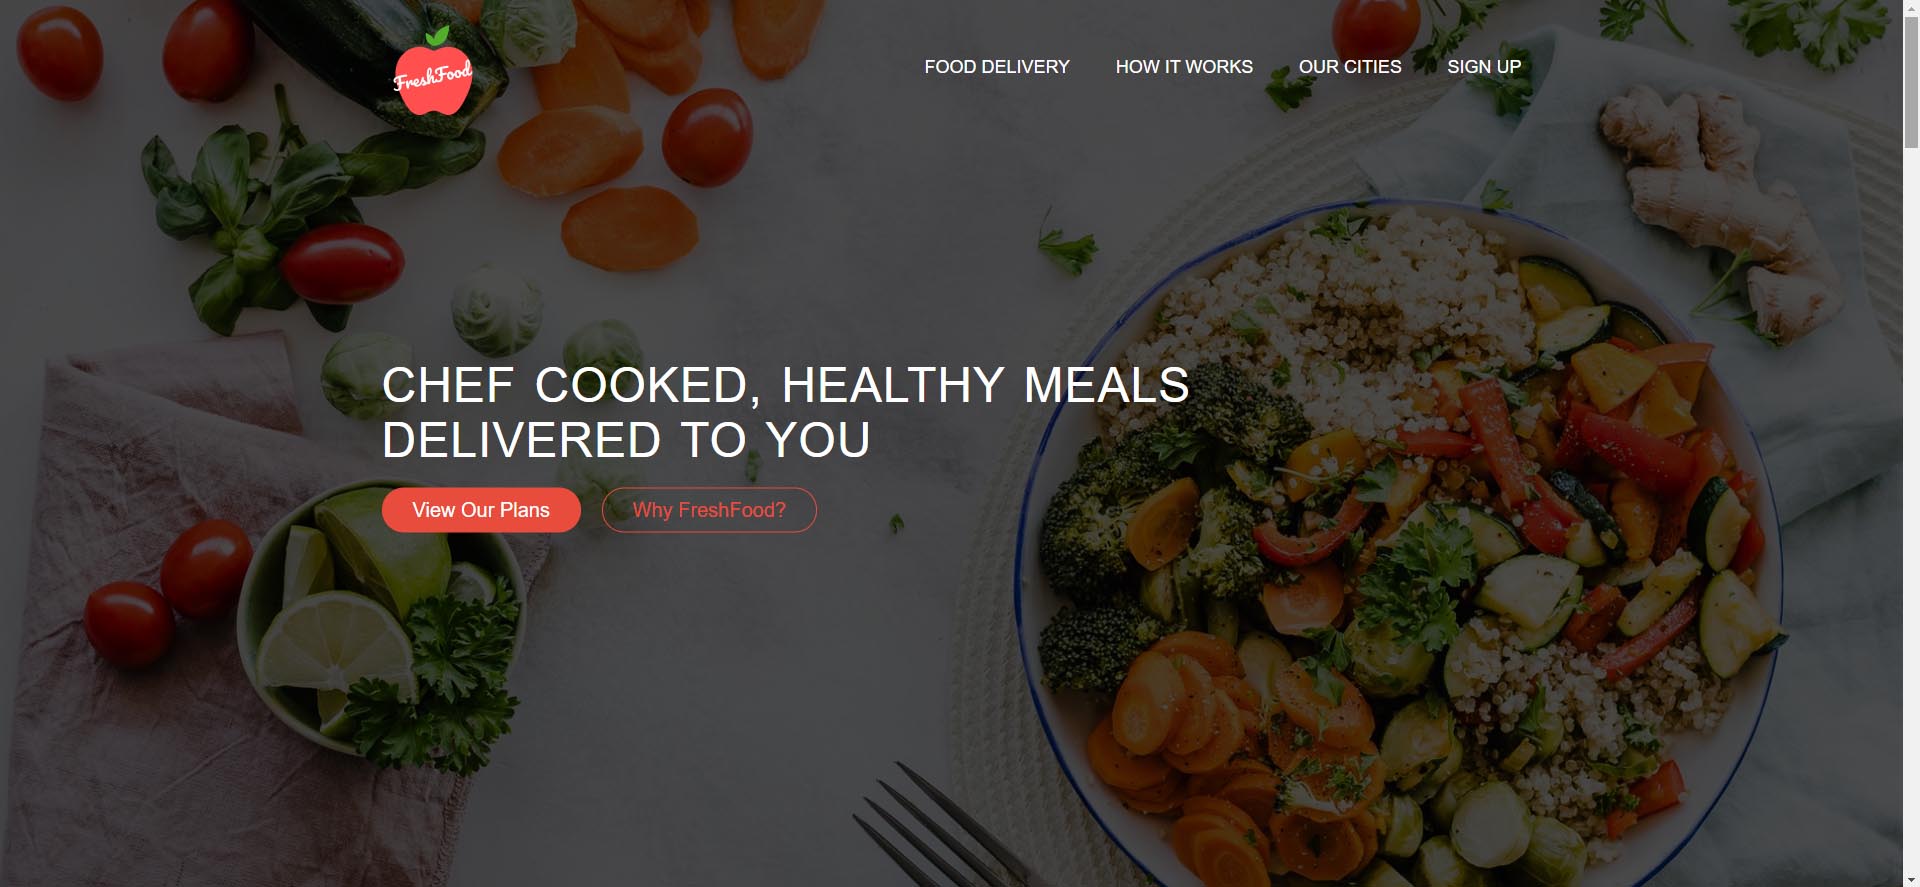 FreshFood
FOOD DELIVERY HOW IT WORKS OUR CITIES SIGN UP
CHEF COOKED, HEALTHY MEALS
DELIVERED TO YOU
View Our Plans Why FreshFood?